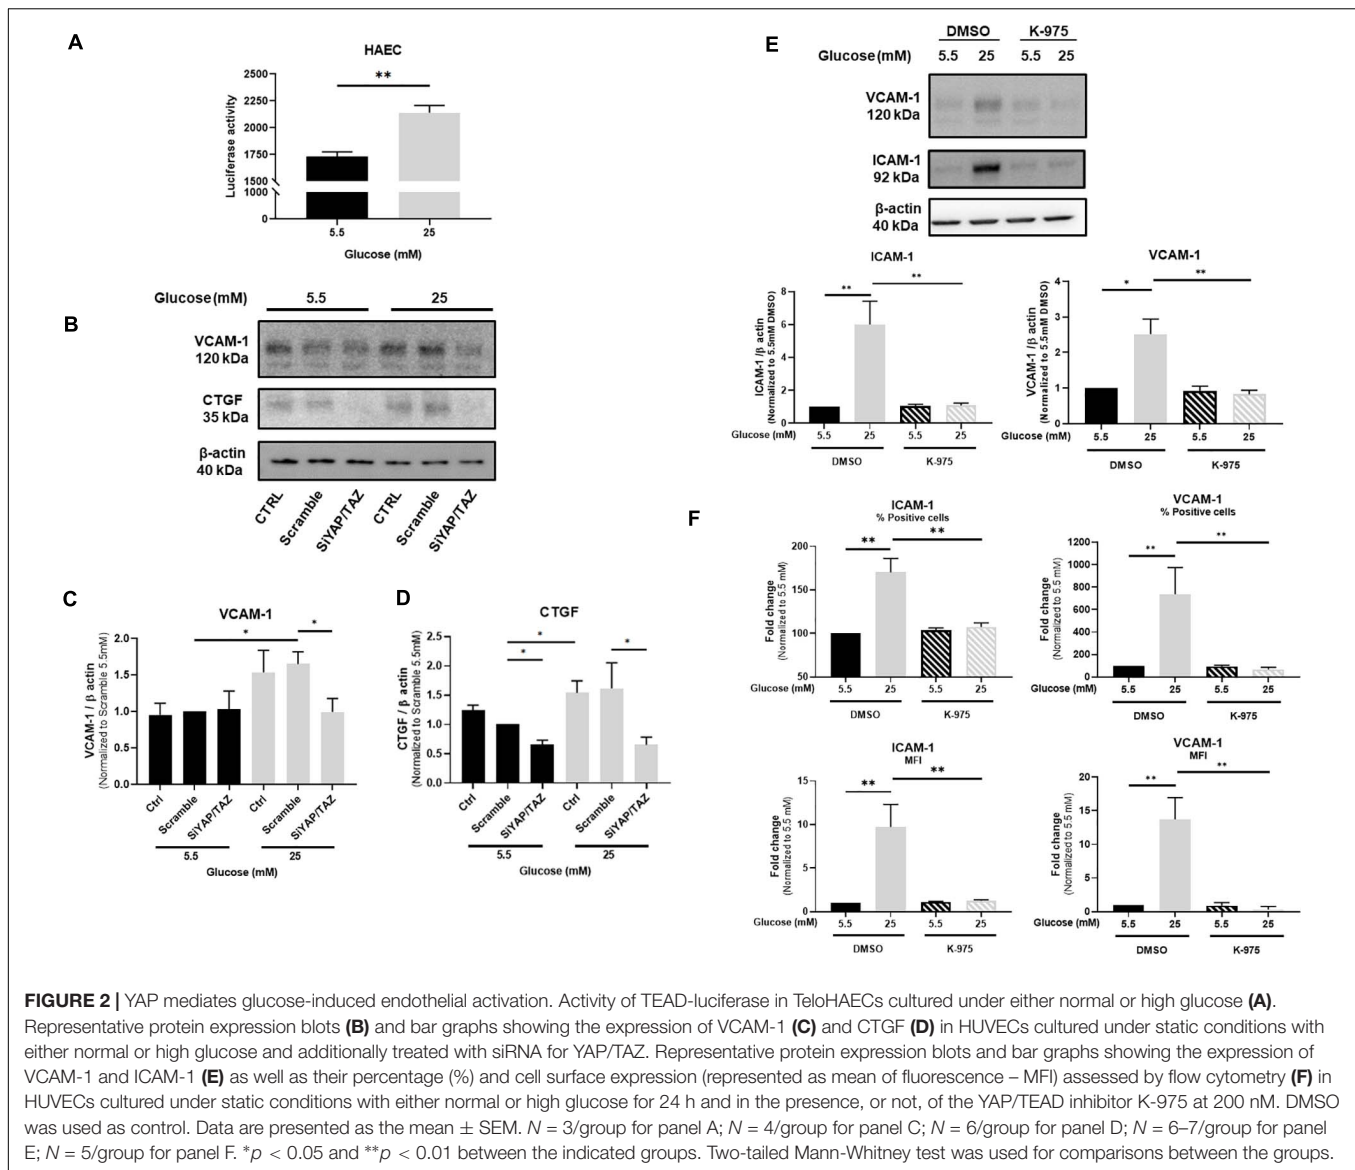 A
HAEC
**
Luciferase activity
2500
2250
2000
1750
1500
1000
0
5.5
25
Glucose (mM)
B
Glucose (mM)
5.5
25
VCAM-1
120 kDa
CTGF
35 kDa
β-actin
40 kDa
CTRL
Scramble
SiYAP/TAZ
CTRL
Scramble
SiYAP/TAZ
C
VCAM-1
VCAM-1 / β actin
(Normalized to Scramble 5.5mM)
2.0
1.5
1.0
0.5
0.0
*
*
Ctrl
Scramble
SiYAP/TAZ
Ctrl
Scramble
SiYAP/TAZ
5.5
25
Glucose (mM)
D
CTGF
CTGF / β actin
(Normalized to Scramble 5.5mM)
2.5
2.0
1.5
1.0
0.5
0.0
*
*
*
Ctrl
Scramble
SiYAP/TAZ
Ctrl
Scramble
SiYAP/TAZ
5.5
25
Glucose (mM)
E
DMSO K-975
Glucose (mM) 5.5 25 5.5 25
VCAM-1
120 kDa
ICAM-1
92 kDa
β-actin
40 kDa
ICAM-1
ICAM-1/β actin
(Normalized to 5.5mM DMSO)
8
6
4
2
0
**
**
Glucose (mM) 5.5 25 5.5 25
DMSO K-975
VCAM-1
VCAM-1 /β actin
(Normalized to 5.5mM DMSO)
4
3
2
1
0
*
**
Glucose (mM) 5.5 25 5.5 25
DMSO K-975
F
ICAM-1
% Positive cells
Fold change
(Normalized to 5.5 mM)
200
150
100
50
**
**
Glucose (mM) 5.5 25 5.5 25
DMSO K-975
VCAM-1
% Positive cells
Fold change
(Normalized to 5.5 mM)
1200
1000
800
600
400
200
0
**
**
Glucose (mM) 5.5 25 5.5 25
DMSO K-975
ICAM-1
MFI
Fold change
(Normalized to 5.5 mM)
15
10
5
0
**
**
Glucose (mM) 5.5 25 5.5 25
DMSO K-975
VCAM-1
MFI
Fold change
(Normalized to 5.5 mM)
20
15
10
5
0
**
**
Glucose (mM) 5.5 25 5.5 25
DMSO K-975
FIGURE 2 | YAP mediates glucose-induced endothelial activation. Activity of TEAD-luciferase in TeloHAECs cultured under either normal or high glucose (A).
Representative protein expression blots (B) and bar graphs showing the expression of VCAM-1 (C) and CTGF (D) in HUVECs cultured under static conditions with
either normal or high glucose and additionally treated with siRNA for YAP/TAZ. Representative protein expression blots and bar graphs showing the expression of
VCAM-1 and ICAM-1 (E) as well as their percentage (%) and cell surface expression (represented as mean of fluorescence – MFI) assessed by flow cytometry (F) in
HUVECs cultured under static conditions with either normal or high glucose for 24 h and in the presence, or not, of the YAP/TEAD inhibitor K-975 at 200 nM. DMSO
was used as control. Data are presented as the mean ± SEM. N = 3/group for panel A; N = 4/group for panel C; N = 6/group for panel D; N = 6–7/group for panel
E; N = 5/group for panel F. *p < 0.05 and **p < 0.01 between the indicated groups. Two-tailed Mann-Whitney test was used for comparisons between the groups.